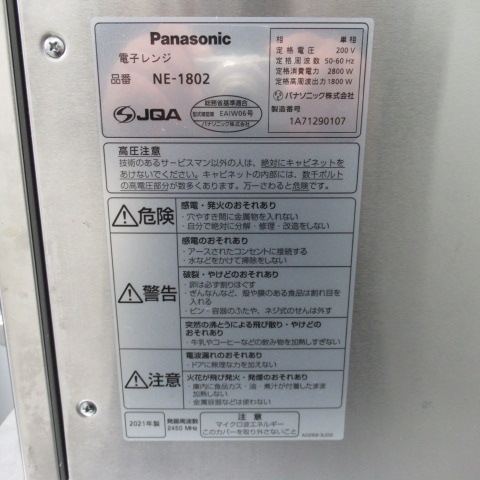 Panasonic
電子レンジ
品番 NE-1802
相 単相
定格電圧 200 V
定格周波数 50-60 Hz
定格消費電力 2800 W
定格高周波出力 1800 W
パナソニック株式会社
製造番号
1A71290107
JQA
総務省基準適合
型式確認届 EAIW06号
パナソニック株式会社
高圧注意
技術のあるサービスマン以外の人は、絶対にキャビネットを
あけないでください。キャビネットの内部には、数千ボルト
の高電圧部分が数多くあります。万一さわると危険です。
危険
感電・発火のおそれあり
・穴やすき間に金属物を入れない
・自分で絶対に分解・修理・改造をしない
警告
感電のおそれあり
・アースされたコンセントに接続する
・水などをかけて掃除をしない
破裂・やけどのおそれあり
・卵は必ず割りほぐす
・ぎんなんなど、殻や膜のある食品は割れ目を
入れる
・ビン・容器のふたや、ネジ式のせんは外す
突然の沸とうによる飛び散り・やけどの
おそれあり
・牛乳やコーヒーなどの飲み物を加熱しすぎない
注意
電波漏れのおそれあり
・ドアに無理な力を加えない
火花が飛び発火・発煙のおそれあり
・庫内に食品カス・油・煮汁が付着したまま
加熱しない
・金属容器などは使わない
2021年製
発振周波数
2450 MHz
注意
マイクロ波エネルギー
このカバーを取り外さないこと